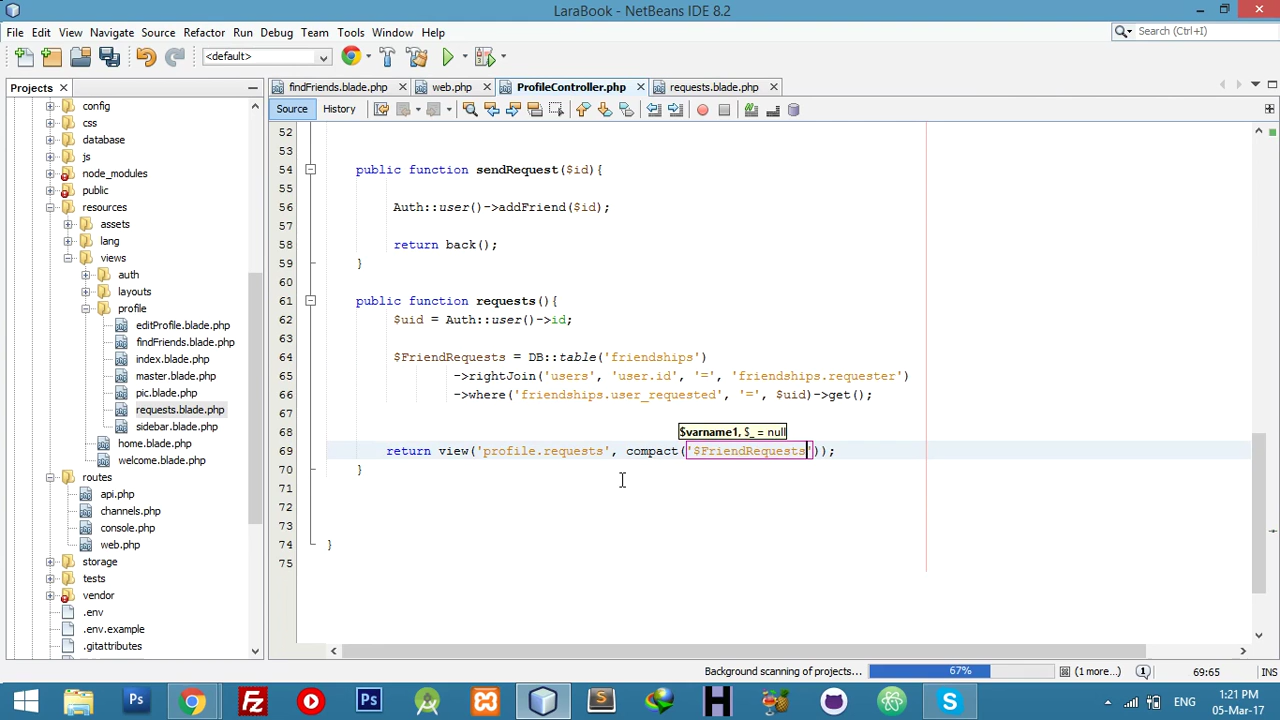 LaraBook - NetBeans IDE 8.2
File Edit View Navigate Source Refactor Run Debug Team Tools Window Help
Search (Ctrl+I)
<default>
Projects
findFriends.blade.php web.php ProfileController.php requests.blade.php
Source History
config
css
database
js
node_modules
public
resources
assets
lang
views
auth
layouts
profile
editProfile.blade.php
findFriends.blade.php
index.blade.php
master.blade.php
pic.blade.php
requests.blade.php
sidebar.blade.php
home.blade.php
welcome.blade.php
routes
api.php
channels.php
console.php
web.php
storage
tests
vendor
.env
.env.example
.gitattributes
52
53
54 public function sendRequest($id){
55
56 Auth::user()->addFriend($id);
57
58 return back();
59 }
60
61 public function requests(){
62 $uid = Auth::user()->id;
63
64 $FriendRequests = DB::table('friendships')
65 ->rightJoin('users', 'user.id', '=', 'friendships.requester')
66 ->where('friendships.user_requested', '=', $uid)->get();
67
68 $varname1, $_ = null
69 return view('profile.requests', compact('$FriendRequests'));
70 }
71
72
73
74 }
75
Background scanning of projects... 67% (1 more...) 69:65 INS
ENG 1:21 PM
05-Mar-17